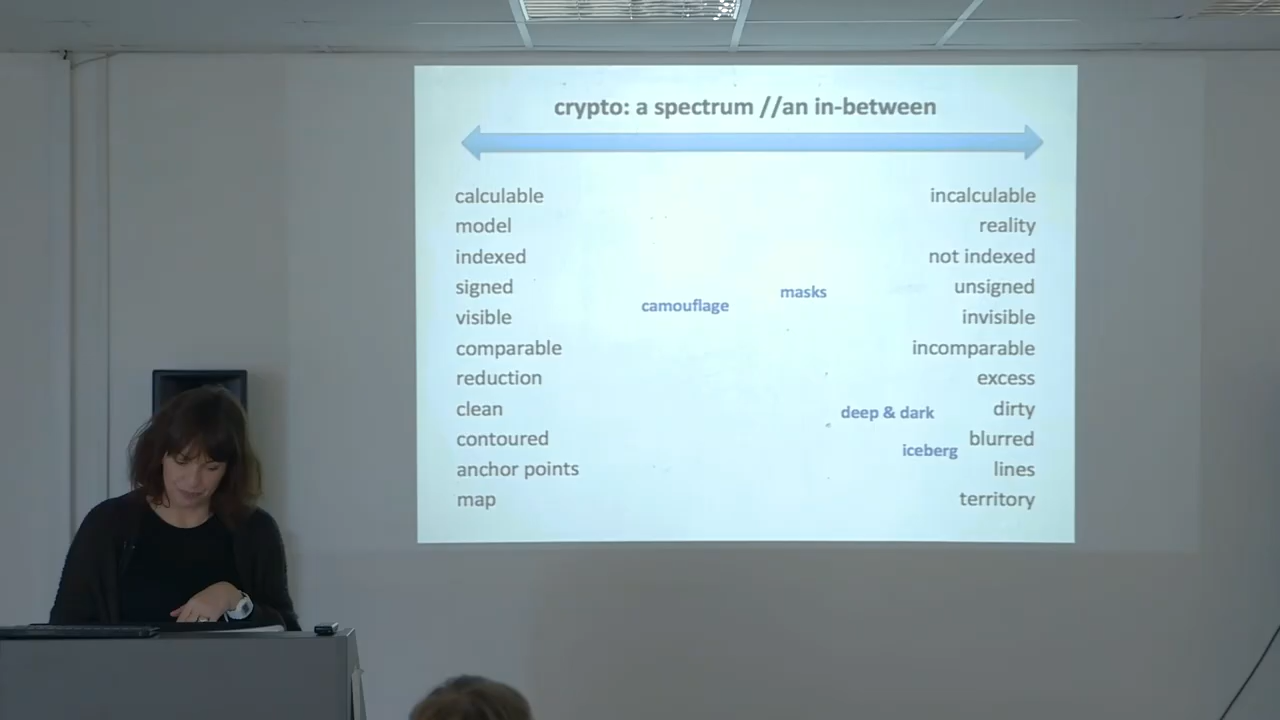 crypto: a spectrum //an in-between
calculable incalculable
model reality
indexed not indexed
signed unsigned
masks
camouflage
visible invisible
comparable incomparable
reduction excess
clean deep & dark dirty
contoured blurred
iceberg
anchor points lines
map territory